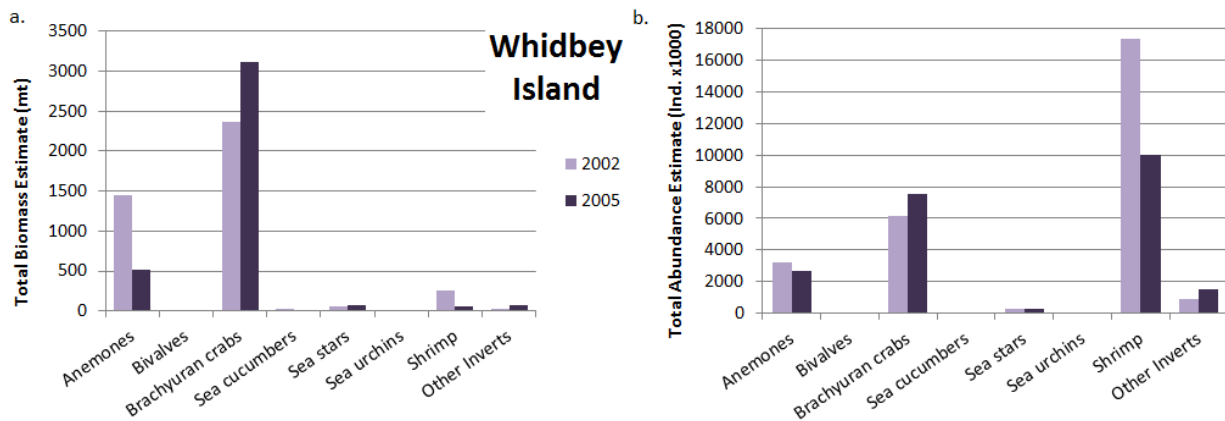 a.
Total Biomass Estimate (mt)
3500
3000
2500
2000
1500
1000
500
0
Anemones
Bivalves
Brachyuran crabs
Sea cucumbers
Sea stars
Sea urchins
Shrimp
Other Inverts
Whidbey
Island
2002
2005
b.
Total Abundance Estimate (Ind. x1000)
18000
16000
14000
12000
10000
8000
6000
4000
2000
0
Anemones
Bivalves
Brachyuran crabs
Sea cucumbers
Sea stars
Sea urchins
Shrimp
Other Inverts